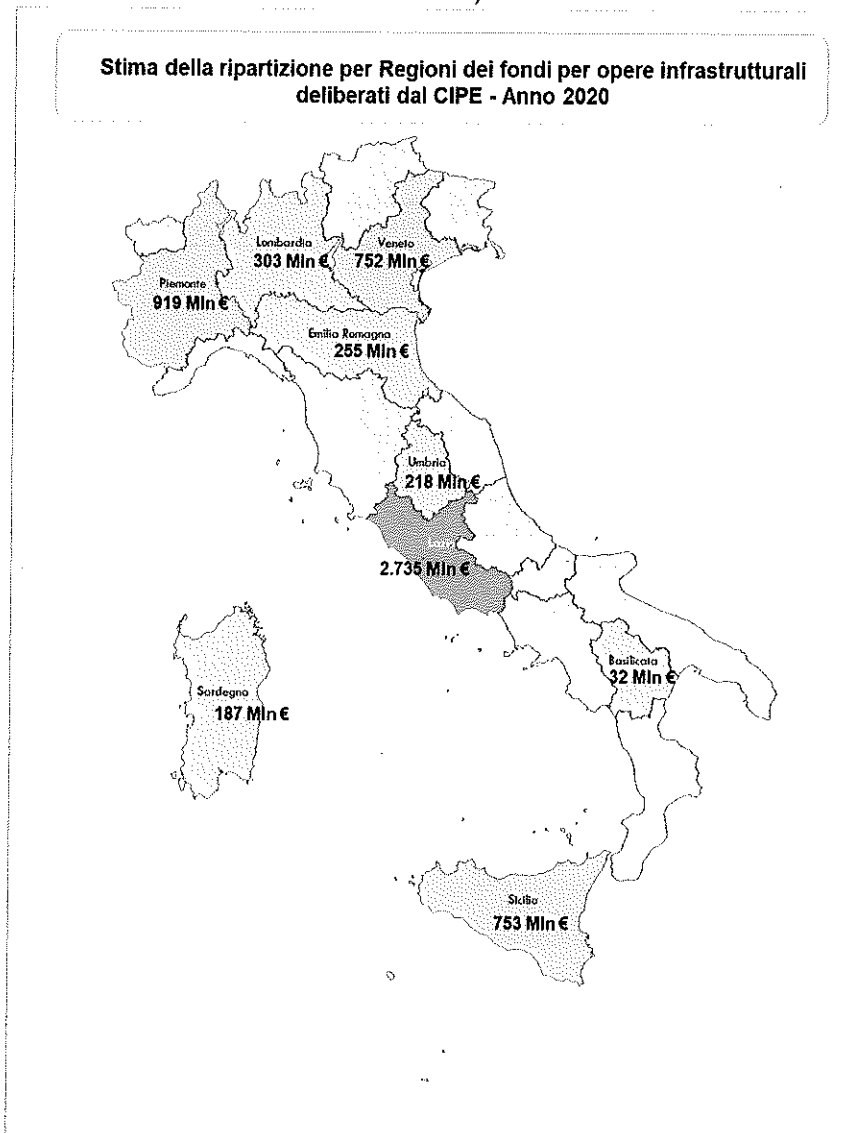 Stima della ripartizione per Regioni dei fondi per opere infrastrutturali
deliberati dal CIPE - Anno 2020
Lombardia
303 Mln €
Veneto
752 Mln €
Piemonte
919 Mln €
Emilia Romagna
255 Mln €
Umbria
218 Mln €
2.735 Mln €
Basilicata
32 Mln €
Sardegna
187 Mln €
Sicilia
753 Mln €